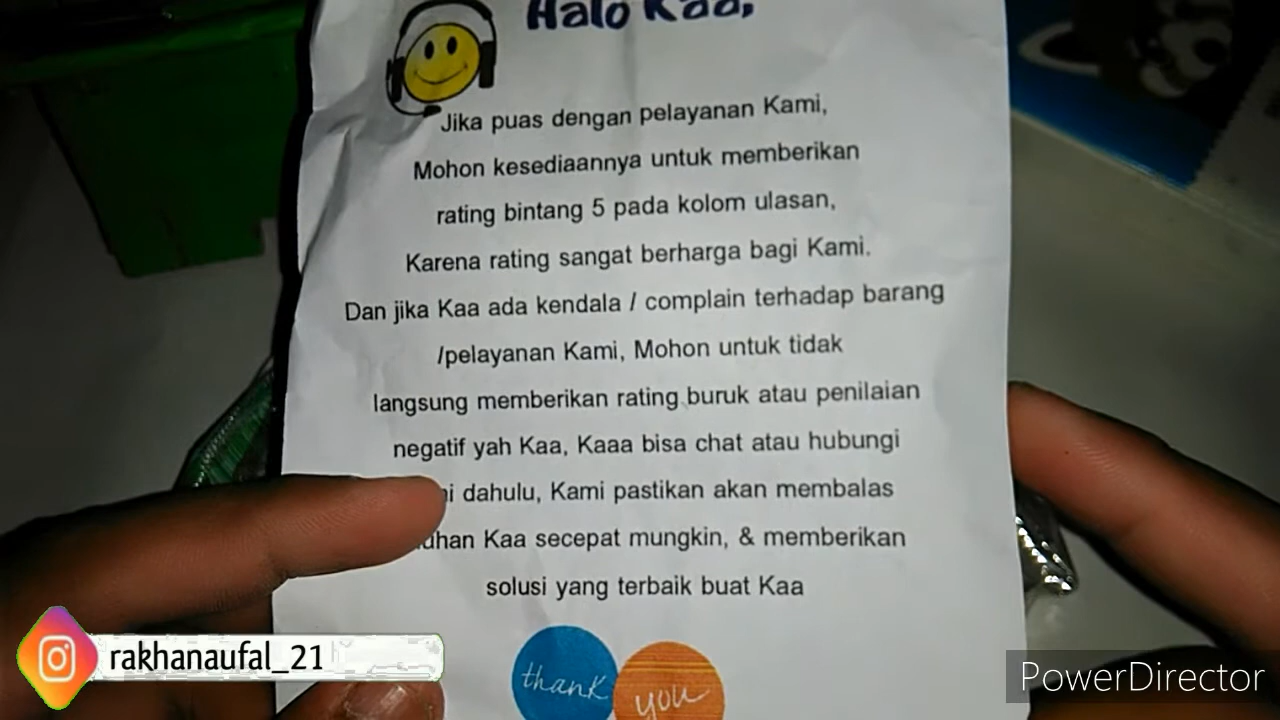 Halo Kaa,
Jika puas dengan pelayanan Kami,
Mohon kesediaannya untuk memberikan
rating bintang 5 pada kolom ulasan,
Karena rating sangat berharga bagi Kami.
Dan jika Kaa ada kendala / complain terhadap barang
/pelayanan Kami, Mohon untuk tidak
langsung memberikan rating buruk atau penilaian
negatif yah Kaa, Kaaa bisa chat atau hubungi
dahulu, Kami pastikan akan membalas
Kaa secepat mungkin, & memberikan
solusi yang terbaik buat Kaa
thank you
rakhanaufal_21
PowerDirector